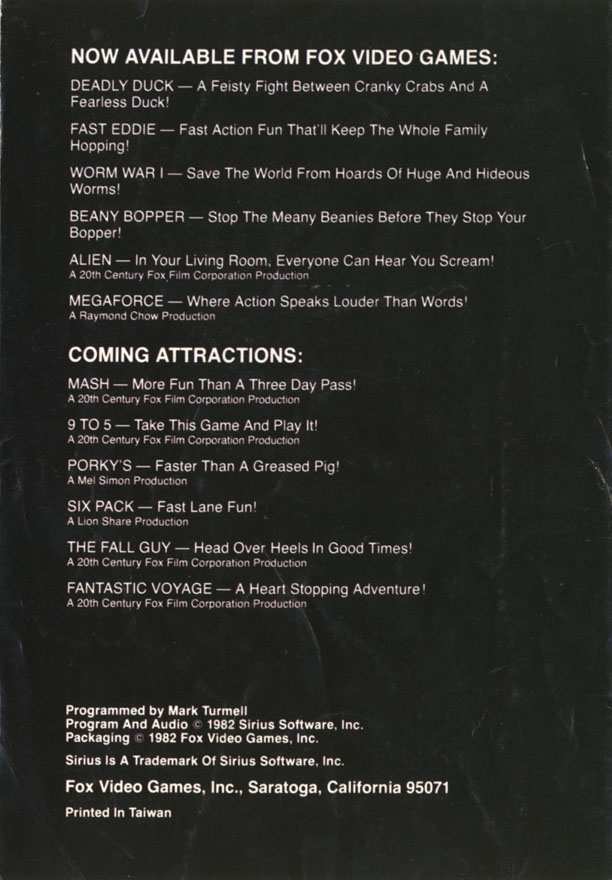 NOW AVAILABLE FROM FOX VIDEO GAMES:
DEADLY DUCK — A Feisty Fight Between Cranky Crabs And A
Fearless Duck!
FAST EDDIE — Fast Action Fun That'll Keep The Whole Family
Hopping!
WORM WAR I — Save The World From Hoards Of Huge And Hideous
Worms!
BEANY BOPPER — Stop The Meany Beanies Before They Stop Your
Bopper!
ALIEN — In Your Living Room, Everyone Can Hear You Scream!
A 20th Century Fox Film Corporation Production
MEGAFORCE — Where Action Speaks Louder Than Words!
A Raymond Chow Production
COMING ATTRACTIONS:
MASH — More Fun Than A Three Day Pass!
A 20th Century Fox Film Corporation Production
9 TO 5 — Take This Game And Play It!
A 20th Century Fox Film Corporation Production
PORKY'S — Faster Than A Greased Pig!
A Mel Simon Production
SIX PACK — Fast Lane Fun!
A Lion Share Production
THE FALL GUY — Head Over Heels In Good Times!
A 20th Century Fox Film Corporation Production
FANTASTIC VOYAGE — A Heart Stopping Adventure!
A 20th Century Fox Film Corporation Production
Programmed by Mark Turmell
Program And Audio © 1982 Sirius Software, Inc.
Packaging © 1982 Fox Video Games, Inc.
Sirius Is A Trademark Of Sirius Software, Inc.
Fox Video Games, Inc., Saratoga, California 95071
Printed In Taiwan